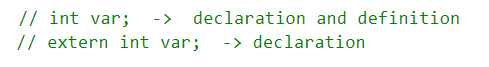 // int var;  ->  declaration and definition
// extern int var;  -> declaration